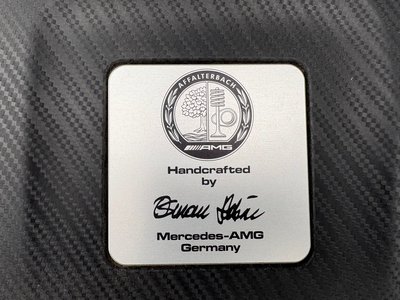 AFFALTERBACH
AMG
Handcrafted
by
Mercedes-AMG
Germany